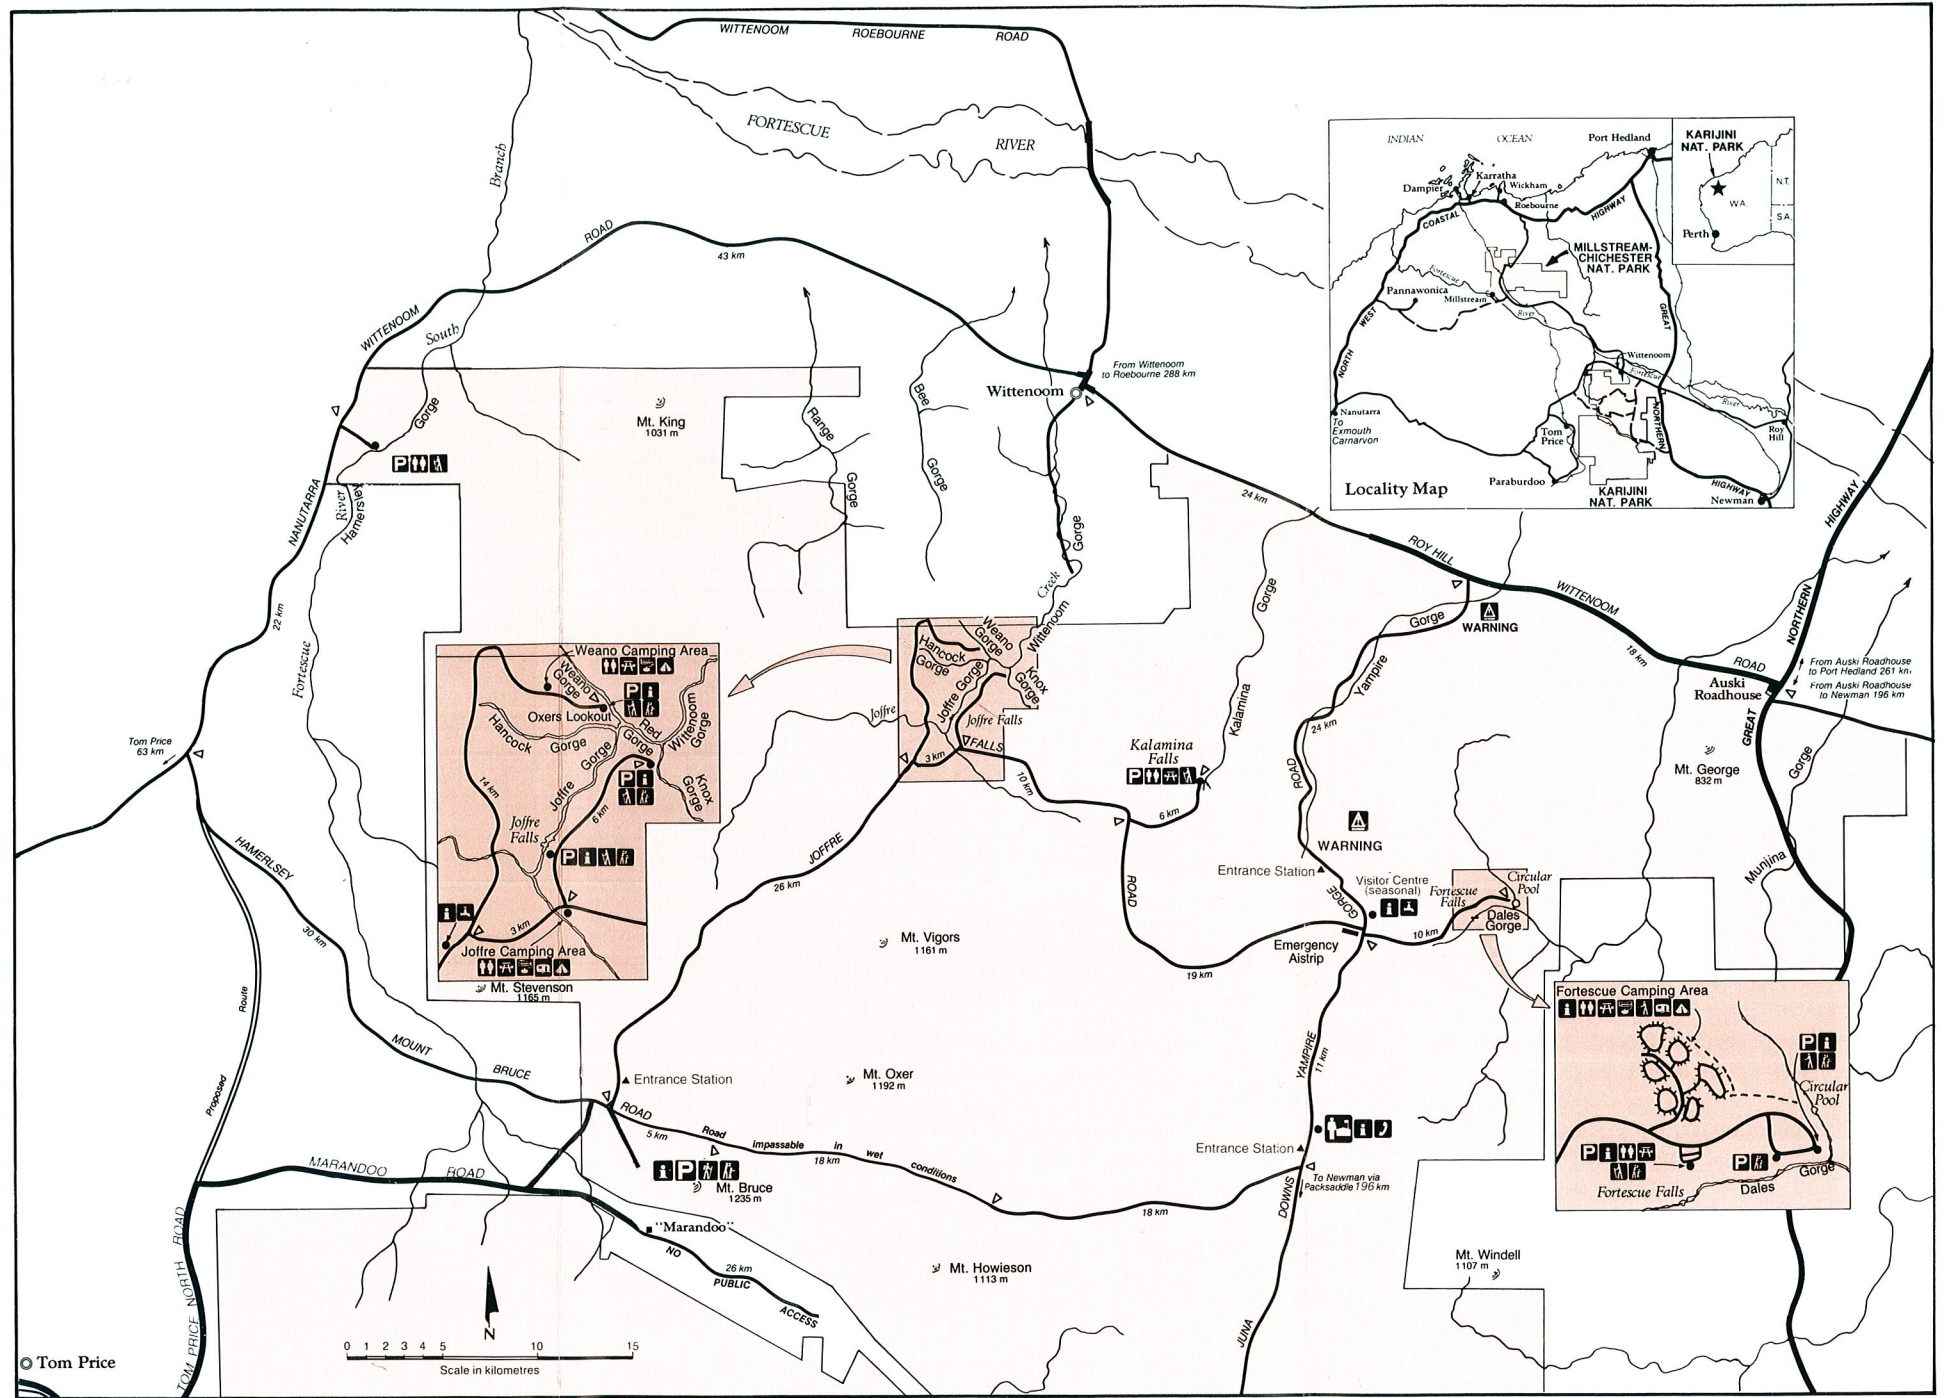 WITTENOOM ROEBOURNE ROAD
FORTESCUE RIVER
Branch
South
WITTENOOM ROAD
43 km
NANUTARRA
22 km
Gorge
River
Hamersley
Fortescue
Mt. King
1031 m
Range
Gorge
Bee
Gorge
Wittenoom
From Wittenoom
to Roebourne 288 km
Gorge
Creek
Wittenoom
24 km
ROY HILL
WITTENOOM
18 km
ROAD
INDIAN OCEAN
Port Hedland
KARIJINI
NAT. PARK
N.T.
W.A.
S.A.
Perth
Dampier
Karratha
Wickham
Roebourne
COASTAL
HIGHWAY
MILLSTREAM-
CHICHESTER
NAT. PARK
Fortescue
Pannawonica
Millstream
River
WEST
NORTH
GREAT
Wittenoom
Fortescue
River
Nanutarra
To
Exmouth
Carnarvon
NORTHERN
Tom
Price
Roy
Hill
Paraburdoo
HIGHWAY
Newman
KARIJINI
NAT. PARK
Locality Map
HIGHWAY
NORTHERN
GREAT
From Auski Roadhouse
to Port Hedland 261 km
From Auski Roadhouse
to Newman 196 km
Auski
Roadhouse
WARNING
Gorge
Yampire
24 km
ROAD
GORGE
Kalamina
Gorge
Mt. George
832 m
Munjina
Gorge
Hancock
Gorge
Weano
Gorge
Joffre Gorge
Knox
Gorge
Joffre Falls
Joffre
3 km
FALLS
10 km
Kalamina
Falls
P
6 km
ROAD
19 km
Tom Price
63 km
Weano Camping Area
Weano
Gorge
P
Oxers Lookout
Hancock
Gorge
Red
Gorge
Wittenoom
Gorge
Joffre
Gorge
Knox
Gorge
P
14 km
6 km
Joffre
Falls
P
3 km
Joffre Camping Area
Mt. Stevenson
1165 m
JOFFRE
26 km
WARNING
Entrance Station
Visitor Centre
(seasonal)
Fortescue
Falls
Circular
Pool
Dales
Gorge
10 km
Emergency
Aistrip
Mt. Vigors
1161 m
Mt. Oxer
1192 m
HAMERLSEY
30 km
MOUNT
BRUCE
ROAD
Route
Proposed
Entrance Station
5 km
Road impassable in wet conditions
18 km
P
Mt. Bruce
1235 m
18 km
YAMPIRE
11 km
Entrance Station
To Newman via
Packsaddle 196 km
DOWNS
JUNA
Fortescue Camping Area
P
Circular
Pool
P
Fortescue Falls
P
Dales
Gorge
Mt. Windell
1107 m
MARANDOO ROAD
"Marandoo"
NO
PUBLIC
ACCESS
26 km
Mt. Howieson
1113 m
TOM PRICE NORTH ROAD
Tom Price
N
0 1 2 3 4 5 10 15
Scale in kilometres